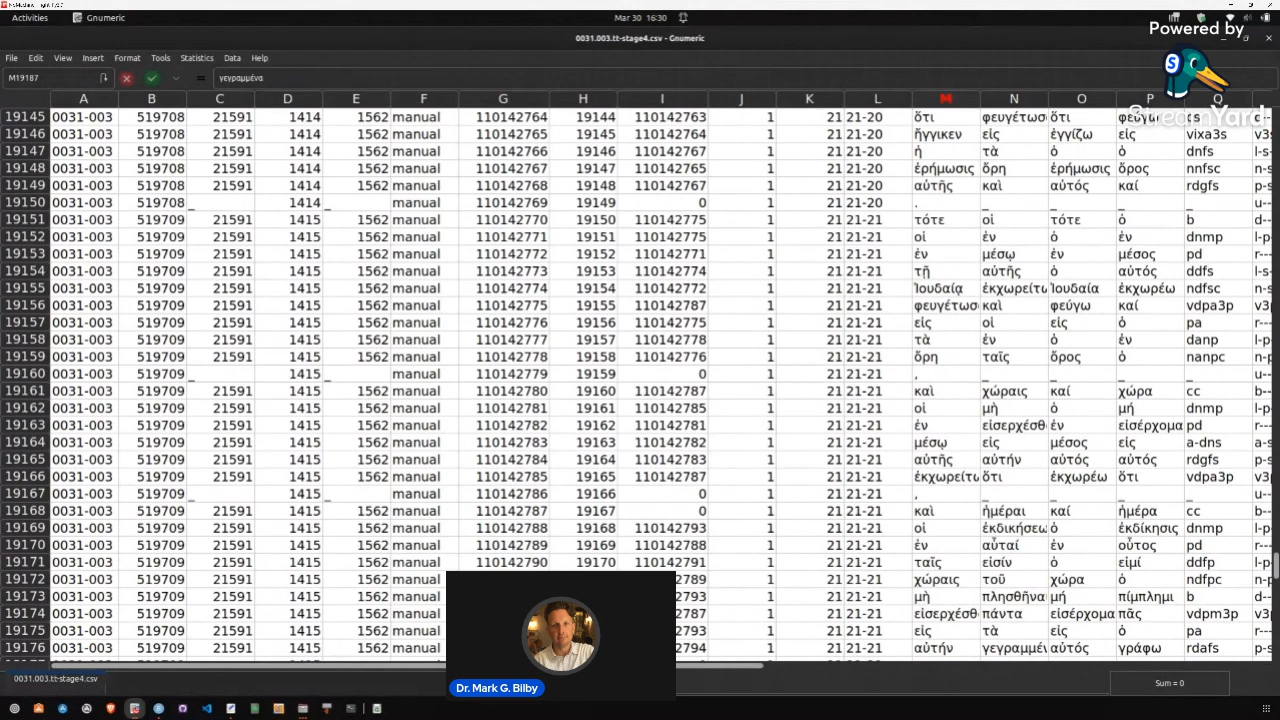 Activities Gnumeric Mar 30 16:30
Powered by
StreamYard
0031.003.tt-stage4.csv - Gnumeric
File Edit View Insert Format Tools Statistics Data Help
M19187 = γεγραμμένα
A B C D E F G H I J K L M N O P Q
19145 0031-003 519708 21591 1414 1562 manual 110142764 19144 110142763 1 21 21-20 ὅτι φευγέτωσ ὅτι φεύγω cs
19146 0031-003 519708 21591 1414 1562 manual 110142765 19145 110142764 1 21 21-20 ἤγγικεν εἰς ἐγγίζω εἰς vixa3s v3s
19147 0031-003 519708 21591 1414 1562 manual 110142766 19146 110142767 1 21 21-20 ἡ τὰ ὁ ὁ dnfs l-s-
19148 0031-003 519708 21591 1414 1562 manual 110142767 19147 110142765 1 21 21-20 ἐρήμωσις ὄρη ἐρήμωσις ὄρος nnfsc n-s-
19149 0031-003 519708 21591 1414 1562 manual 110142768 19148 110142767 1 21 21-20 αὐτῆς καὶ αὐτός καί rdgfs p-s-
19150 0031-003 519708 _ 1414 _ manual 110142769 19149 0 1 21 21-20 . _ _ _ _ u--
19151 0031-003 519709 21591 1415 1562 manual 110142770 19150 110142775 1 21 21-21 τότε οἱ τότε ὁ b d--
19152 0031-003 519709 21591 1415 1562 manual 110142771 19151 110142775 1 21 21-21 οἱ ἐν ὁ ἐν dnmp l-p-
19153 0031-003 519709 21591 1415 1562 manual 110142772 19152 110142771 1 21 21-21 ἐν μέσῳ ἐν μέσος pd r---
19154 0031-003 519709 21591 1415 1562 manual 110142773 19153 110142774 1 21 21-21 τῇ αὐτῆς ὁ αὐτός ddfs l-s-
19155 0031-003 519709 21591 1415 1562 manual 110142774 19154 110142772 1 21 21-21 Ἰουδαίᾳ ἐκχωρείτω Ἰουδαία ἐκχωρέω ndfsc n-s-
19156 0031-003 519709 21591 1415 1562 manual 110142775 19155 110142787 1 21 21-21 φευγέτωσ καὶ φεύγω καί vdpa3p v3p
19157 0031-003 519709 21591 1415 1562 manual 110142776 19156 110142775 1 21 21-21 εἰς οἱ εἰς ὁ pa r---
19158 0031-003 519709 21591 1415 1562 manual 110142777 19157 110142778 1 21 21-21 τὰ ἐν ὁ ἐν danp l-p-
19159 0031-003 519709 21591 1415 1562 manual 110142778 19158 110142776 1 21 21-21 ὄρη ταῖς ὄρος ὁ nanpc n-p-
19160 0031-003 519709 _ 1415 _ manual 110142779 19159 0 1 21 21-21 , _ _ _ _ u--
19161 0031-003 519709 21591 1415 1562 manual 110142780 19160 110142787 1 21 21-21 καὶ χώραις καί χώρα cc b---
19162 0031-003 519709 21591 1415 1562 manual 110142781 19161 110142785 1 21 21-21 οἱ μὴ ὁ μή dnmp l-p-
19163 0031-003 519709 21591 1415 1562 manual 110142782 19162 110142781 1 21 21-21 ἐν εἰσερχέσθ ἐν εἰσέρχομα pd r---
19164 0031-003 519709 21591 1415 1562 manual 110142783 19163 110142782 1 21 21-21 μέσῳ εἰς μέσος εἰς a-dns a-s
19165 0031-003 519709 21591 1415 1562 manual 110142784 19164 110142783 1 21 21-21 αὐτῆς αὐτήν αὐτός αὐτός rdgfs p-s
19166 0031-003 519709 21591 1415 1562 manual 110142785 19165 110142787 1 21 21-21 ἐκχωρείτω ὅτι ἐκχωρέω ὅτι vdpa3p v3p
19167 0031-003 519709 _ 1415 _ manual 110142786 19166 0 1 21 21-21 , _ _ _ _ u--
19168 0031-003 519709 21591 1415 1562 manual 110142787 19167 0 1 21 21-21 καὶ ἡμέραι καί ἡμέρα cc b---
19169 0031-003 519709 21591 1415 1562 manual 110142788 19168 110142793 1 21 21-21 οἱ ἐκδικήσεω ὁ ἐκδίκησις dnmp l-p-
19170 0031-003 519709 21591 1415 1562 manual 110142789 19169 110142788 1 21 21-21 ἐν αὗταί ἐν οὗτος pd r---
19171 0031-003 519709 21591 1415 1562 manual 110142790 19170 110142791 1 21 21-21 ταῖς εἰσίν ὁ εἰμί ddfp l-p-
19172 0031-003 519709 21591 1415 1562 manual 2789 1 21 21-21 χώραις τοῦ χώρα ὁ ndfpc n-p-
19173 0031-003 519709 21591 1415 1562 manual 2793 1 21 21-21 μὴ πλησθῆνα μή πίμπλημι b d---
19174 0031-003 519709 21591 1415 1562 manual 2787 1 21 21-21 εἰσερχέσθ πάντα εἰσέρχομα πᾶς vdpm3p v3p
19175 0031-003 519709 21591 1415 1562 manual 2793 1 21 21-21 εἰς τὰ εἰς ὁ pa r---
19176 0031-003 519709 21591 1415 1562 manual 2794 1 21 21-21 αὐτήν γεγραμμέν αὐτός γράφω rdafs p-s
0031.003.tt-stage4.csv
Sum = 0
Dr. Mark G. Bilby